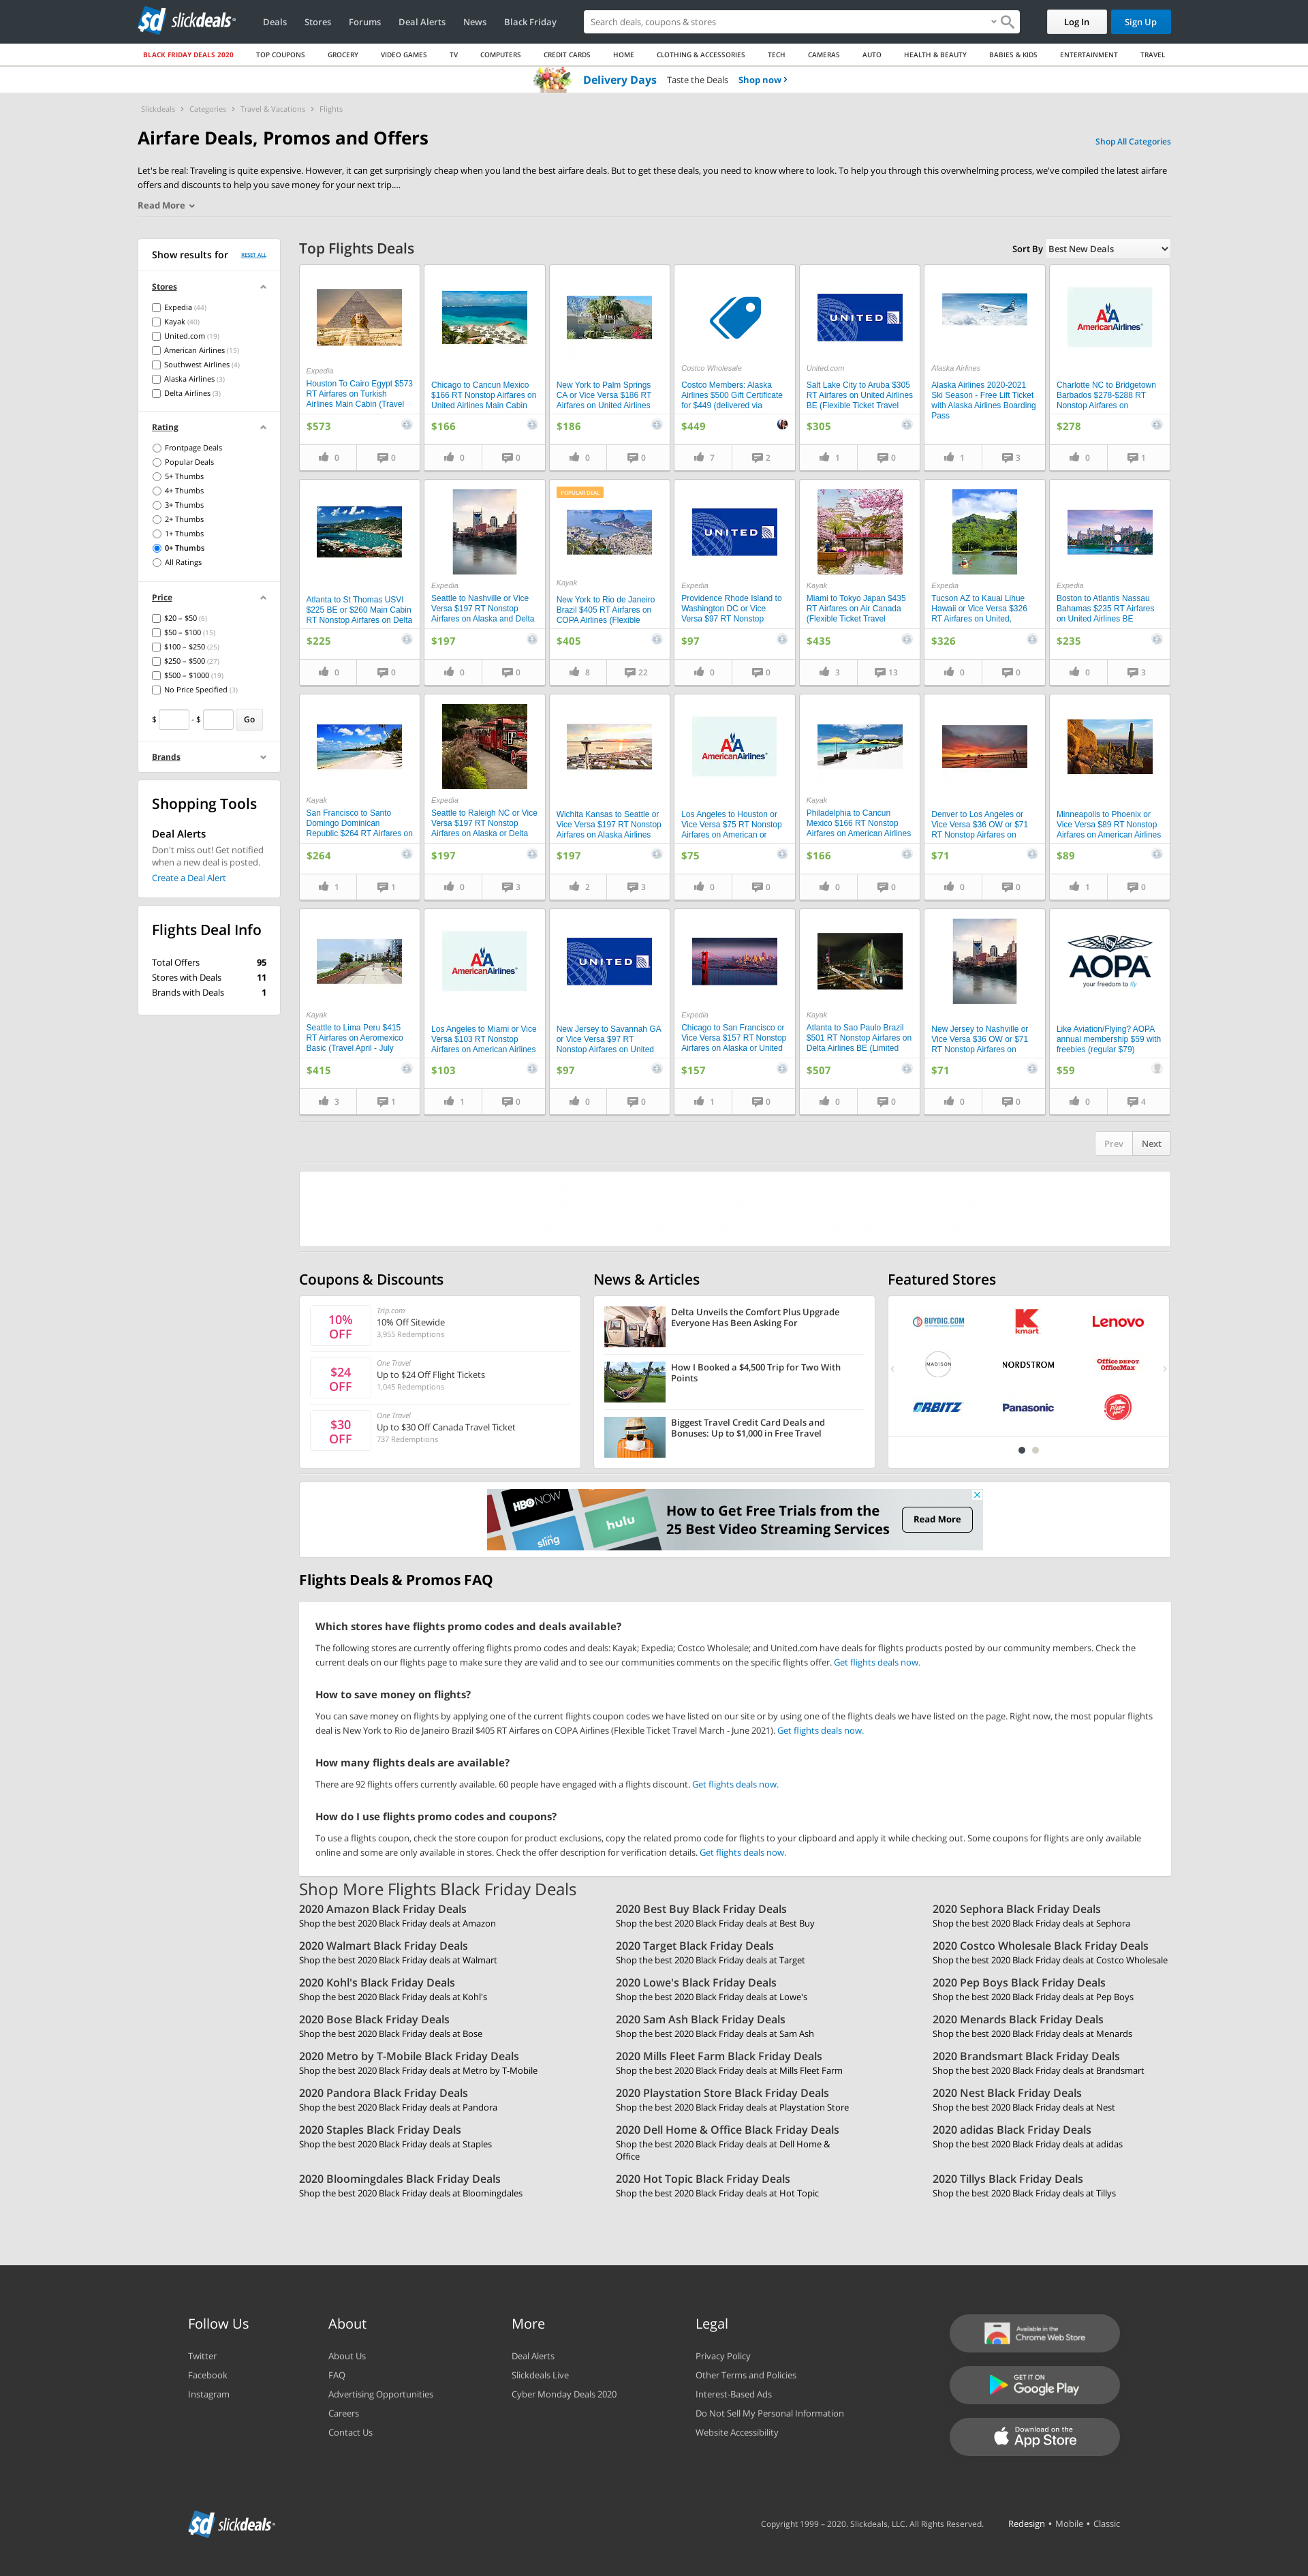 slickdeals
Deals
Stores
Forums
Deal Alerts
News
Black Friday
Search deals, coupons & stores
Log In
Sign Up
BLACK FRIDAY DEALS 2020
TOP COUPONS
GROCERY
VIDEO GAMES
TV
COMPUTERS
CREDIT CARDS
HOME
CLOTHING & ACCESSORIES
TECH
CAMERAS
AUTO
HEALTH & BEAUTY
BABIES & KIDS
ENTERTAINMENT
TRAVEL
Delivery Days Taste the Deals Shop now ›
Slickdeals › Categories › Travel & Vacations › Flights
Airfare Deals, Promos and Offers
Shop All Categories
Let's be real: Traveling is quite expensive. However, it can get surprisingly cheap when you land the best airfare deals. But to get these deals, you need to know where to look. To help you through this overwhelming process, we've compiled the latest airfare
offers and discounts to help you save money for your next trip....
Read More
Show results for RESET ALL
Stores
Expedia (44)
Kayak (40)
United.com (19)
American Airlines (15)
Southwest Airlines (4)
Alaska Airlines (3)
Delta Airlines (3)
Rating
Frontpage Deals
Popular Deals
5+ Thumbs
4+ Thumbs
3+ Thumbs
2+ Thumbs
1+ Thumbs
0+ Thumbs
All Ratings
Price
$20 – $50 (6)
$50 – $100 (15)
$100 – $250 (25)
$250 – $500 (27)
$500 – $1000 (19)
No Price Specified (3)
$ - $ Go
Brands
Shopping Tools
Deal Alerts
Don't miss out! Get notified
when a new deal is posted.
Create a Deal Alert
Flights Deal Info
Total Offers 95
Stores with Deals 11
Brands with Deals 1
Top Flights Deals
Sort By Best New Deals
Expedia
Houston To Cairo Egypt $573
RT Airfares on Turkish
Airlines Main Cabin (Travel
$573
0 0
Chicago to Cancun Mexico
$166 RT Nonstop Airfares on
United Airlines Main Cabin
$166
0 0
New York to Palm Springs
CA or Vice Versa $186 RT
Airfares on United Airlines
$186
0 0
Costco Wholesale
Costco Members: Alaska
Airlines $500 Gift Certificate
for $449 (delivered via
$449
7 2
UNITED
United.com
Salt Lake City to Aruba $305
RT Airfares on United Airlines
BE (Flexible Ticket Travel
$305
1 0
Alaska Airlines
Alaska Airlines 2020-2021
Ski Season - Free Lift Ticket
with Alaska Airlines Boarding
Pass
1 3
AmericanAirlines
Charlotte NC to Bridgetown
Barbados $278-$288 RT
Nonstop Airfares on
$278
0 1
Atlanta to St Thomas USVI
$225 BE or $260 Main Cabin
RT Nonstop Airfares on Delta
$225
0 0
Expedia
Seattle to Nashville or Vice
Versa $197 RT Nonstop
Airfares on Alaska and Delta
$197
0 0
POPULAR DEAL
Kayak
New York to Rio de Janeiro
Brazil $405 RT Airfares on
COPA Airlines (Flexible
$405
8 22
UNITED
Expedia
Providence Rhode Island to
Washington DC or Vice
Versa $97 RT Nonstop
$97
0 0
Kayak
Miami to Tokyo Japan $435
RT Airfares on Air Canada
(Flexible Ticket Travel
$435
3 13
Expedia
Tucson AZ to Kauai Lihue
Hawaii or Vice Versa $326
RT Airfares on United,
$326
0 0
Expedia
Boston to Atlantis Nassau
Bahamas $235 RT Airfares
on United Airlines BE
$235
0 3
Kayak
San Francisco to Santo
Domingo Dominican
Republic $264 RT Airfares on
$264
1 1
Expedia
Seattle to Raleigh NC or Vice
Versa $197 RT Nonstop
Airfares on Alaska or Delta
$197
0 3
Wichita Kansas to Seattle or
Vice Versa $197 RT Nonstop
Airfares on Alaska Airlines
$197
2 3
AmericanAirlines
Los Angeles to Houston or
Vice Versa $75 RT Nonstop
Airfares on American or
$75
0 0
Kayak
Philadelphia to Cancun
Mexico $166 RT Nonstop
Airfares on American Airlines
$166
0 0
Denver to Los Angeles or
Vice Versa $36 OW or $71
RT Nonstop Airfares on
$71
0 0
Minneapolis to Phoenix or
Vice Versa $89 RT Nonstop
Airfares on American Airlines
$89
1 0
Kayak
Seattle to Lima Peru $415
RT Airfares on Aeromexico
Basic (Travel April - July
$415
3 1
AmericanAirlines
Los Angeles to Miami or Vice
Versa $103 RT Nonstop
Airfares on American Airlines
$103
1 0
UNITED
New Jersey to Savannah GA
or Vice Versa $97 RT
Nonstop Airfares on United
$97
0 0
Expedia
Chicago to San Francisco or
Vice Versa $157 RT Nonstop
Airfares on Alaska or United
$157
1 0
Kayak
Atlanta to Sao Paulo Brazil
$501 RT Nonstop Airfares on
Delta Airlines BE (Limited
$507
0 0
New Jersey to Nashville or
Vice Versa $36 OW or $71
RT Nonstop Airfares on
$71
0 0
AOPA
your freedom to fly
Like Aviation/Flying? AOPA
annual membership $59 with
freebies (regular $79)
$59
0 4
Prev Next
Coupons & Discounts
10%
OFF
Trip.com
10% Off Sitewide
3,955 Redemptions
$24
OFF
One Travel
Up to $24 Off Flight Tickets
1,045 Redemptions
$30
OFF
One Travel
Up to $30 Off Canada Travel Ticket
737 Redemptions
News & Articles
Delta Unveils the Comfort Plus Upgrade
Everyone Has Been Asking For
How I Booked a $4,500 Trip for Two With
Points
Biggest Travel Credit Card Deals and
Bonuses: Up to $1,000 in Free Travel
Featured Stores
BUYDIG.COM
Kmart
Lenovo
MADISON
NORDSTROM
Office DEPOT
OfficeMax
ORBITZ
Panasonic
Pizza Hut
HBO NOW
sling
hulu
How to Get Free Trials from the
25 Best Video Streaming Services
Read More
Flights Deals & Promos FAQ
Which stores have flights promo codes and deals available?
The following stores are currently offering flights promo codes and deals: Kayak; Expedia; Costco Wholesale; and United.com have deals for flights products posted by our community members. Check the
current deals on our flights page to make sure they are valid and to see our communities comments on the specific flights offer. Get flights deals now.
How to save money on flights?
You can save money on flights by applying one of the current flights coupon codes we have listed on our site or by using one of the flights deals we have listed on the page. Right now, the most popular flights
deal is New York to Rio de Janeiro Brazil $405 RT Airfares on COPA Airlines (Flexible Ticket Travel March - June 2021). Get flights deals now.
How many flights deals are available?
There are 92 flights offers currently available. 60 people have engaged with a flights discount. Get flights deals now.
How do I use flights promo codes and coupons?
To use a flights coupon, check the store coupon for product exclusions, copy the related promo code for flights to your clipboard and apply it while checking out. Some coupons for flights are only available
online and some are only available in stores. Check the offer description for verification details. Get flights deals now.
Shop More Flights Black Friday Deals
2020 Amazon Black Friday Deals
Shop the best 2020 Black Friday deals at Amazon
2020 Best Buy Black Friday Deals
Shop the best 2020 Black Friday deals at Best Buy
2020 Sephora Black Friday Deals
Shop the best 2020 Black Friday deals at Sephora
2020 Walmart Black Friday Deals
Shop the best 2020 Black Friday deals at Walmart
2020 Target Black Friday Deals
Shop the best 2020 Black Friday deals at Target
2020 Costco Wholesale Black Friday Deals
Shop the best 2020 Black Friday deals at Costco Wholesale
2020 Kohl's Black Friday Deals
Shop the best 2020 Black Friday deals at Kohl's
2020 Lowe's Black Friday Deals
Shop the best 2020 Black Friday deals at Lowe's
2020 Pep Boys Black Friday Deals
Shop the best 2020 Black Friday deals at Pep Boys
2020 Bose Black Friday Deals
Shop the best 2020 Black Friday deals at Bose
2020 Sam Ash Black Friday Deals
Shop the best 2020 Black Friday deals at Sam Ash
2020 Menards Black Friday Deals
Shop the best 2020 Black Friday deals at Menards
2020 Metro by T-Mobile Black Friday Deals
Shop the best 2020 Black Friday deals at Metro by T-Mobile
2020 Mills Fleet Farm Black Friday Deals
Shop the best 2020 Black Friday deals at Mills Fleet Farm
2020 Brandsmart Black Friday Deals
Shop the best 2020 Black Friday deals at Brandsmart
2020 Pandora Black Friday Deals
Shop the best 2020 Black Friday deals at Pandora
2020 Playstation Store Black Friday Deals
Shop the best 2020 Black Friday deals at Playstation Store
2020 Nest Black Friday Deals
Shop the best 2020 Black Friday deals at Nest
2020 Staples Black Friday Deals
Shop the best 2020 Black Friday deals at Staples
2020 Dell Home & Office Black Friday Deals
Shop the best 2020 Black Friday deals at Dell Home &
Office
2020 adidas Black Friday Deals
Shop the best 2020 Black Friday deals at adidas
2020 Bloomingdales Black Friday Deals
Shop the best 2020 Black Friday deals at Bloomingdales
2020 Hot Topic Black Friday Deals
Shop the best 2020 Black Friday deals at Hot Topic
2020 Tillys Black Friday Deals
Shop the best 2020 Black Friday deals at Tillys
Follow Us
Twitter
Facebook
Instagram
About
About Us
FAQ
Advertising Opportunities
Careers
Contact Us
More
Deal Alerts
Slickdeals Live
Cyber Monday Deals 2020
Legal
Privacy Policy
Other Terms and Policies
Interest-Based Ads
Do Not Sell My Personal Information
Website Accessibility
Available in the
Chrome Web Store
GET IT ON
Google Play
Download on the
App Store
slickdeals
Copyright 1999 – 2020. Slickdeals, LLC. All Rights Reserved.
Redesign • Mobile • Classic